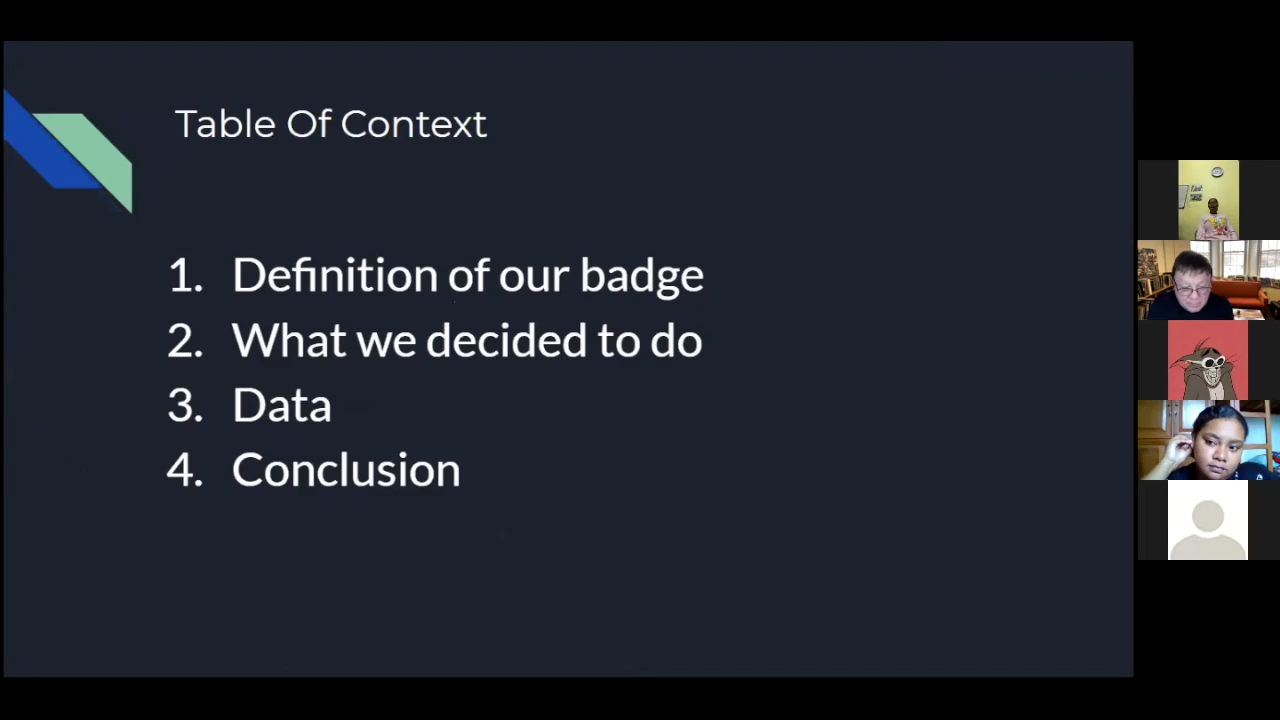 Table Of Context
1. Definition of our badge
2. What we decided to do
3. Data
4. Conclusion